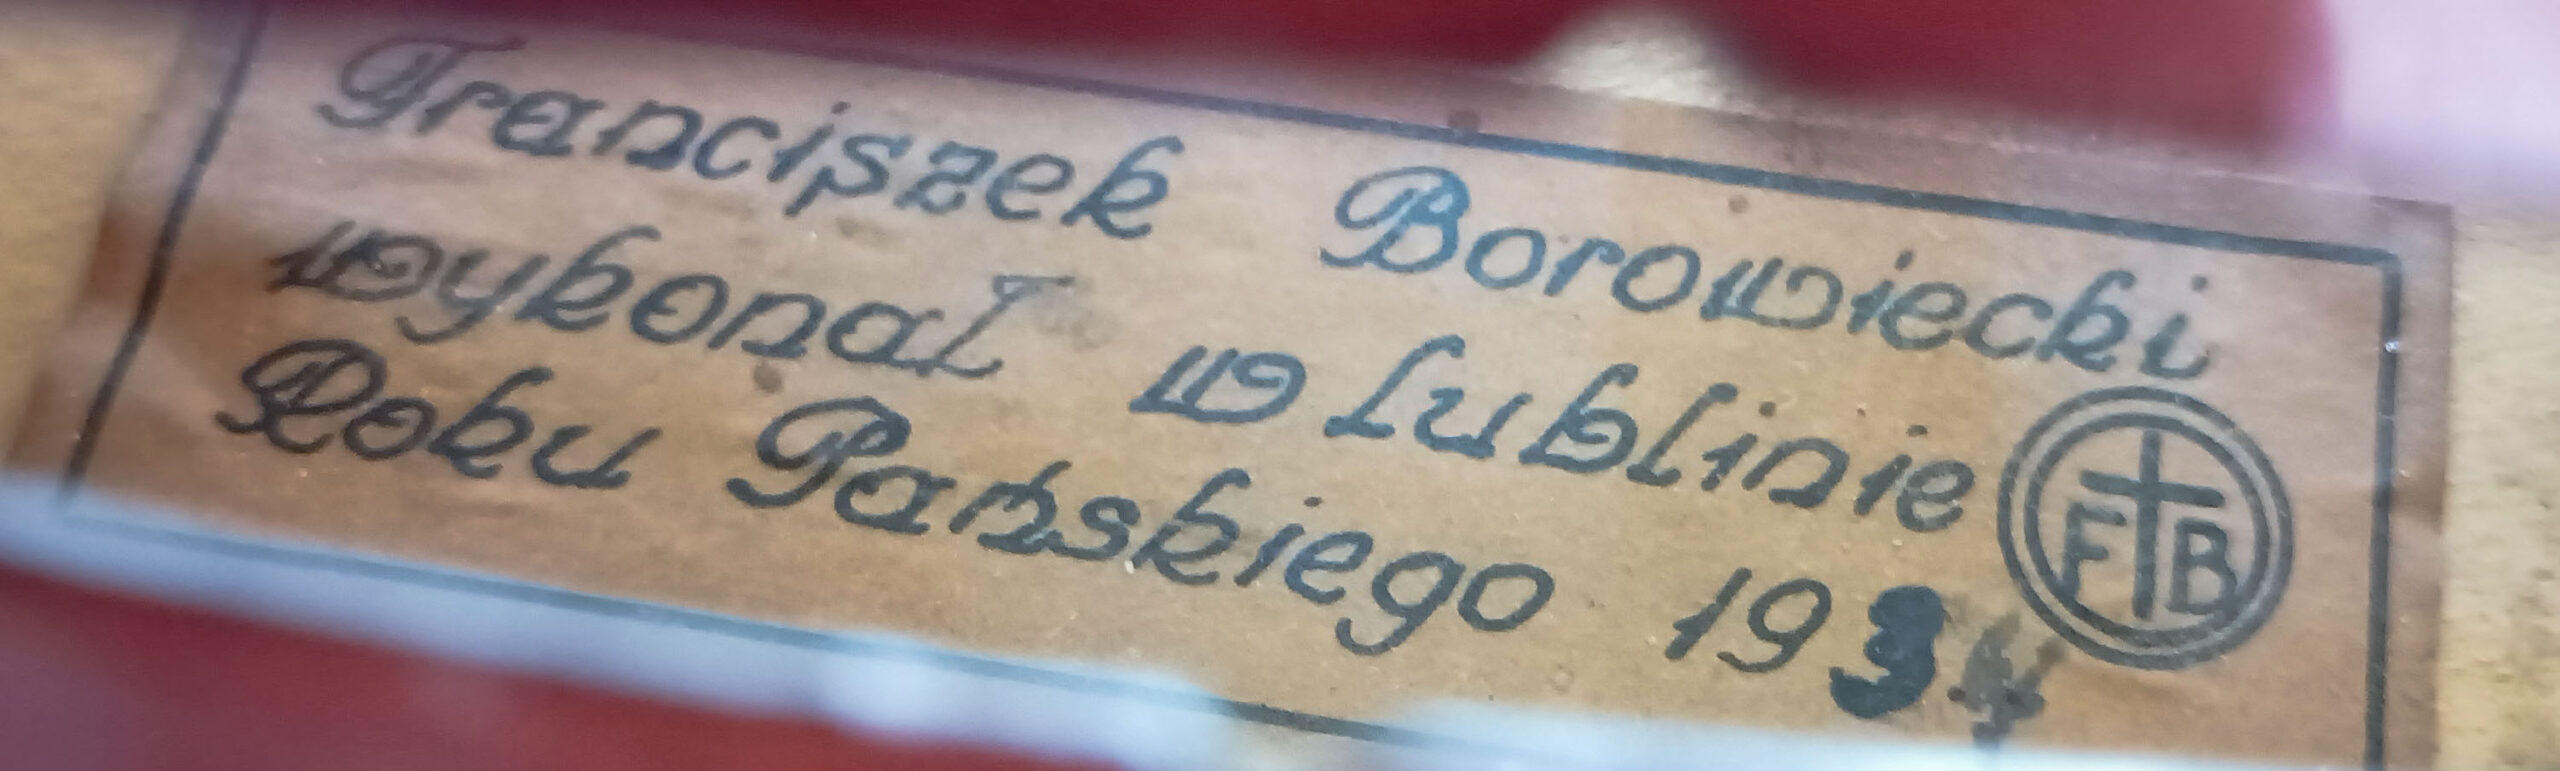 Franciszek Borowiecki
wykonał w Lublinie
Roku Pańskiego 193
F B